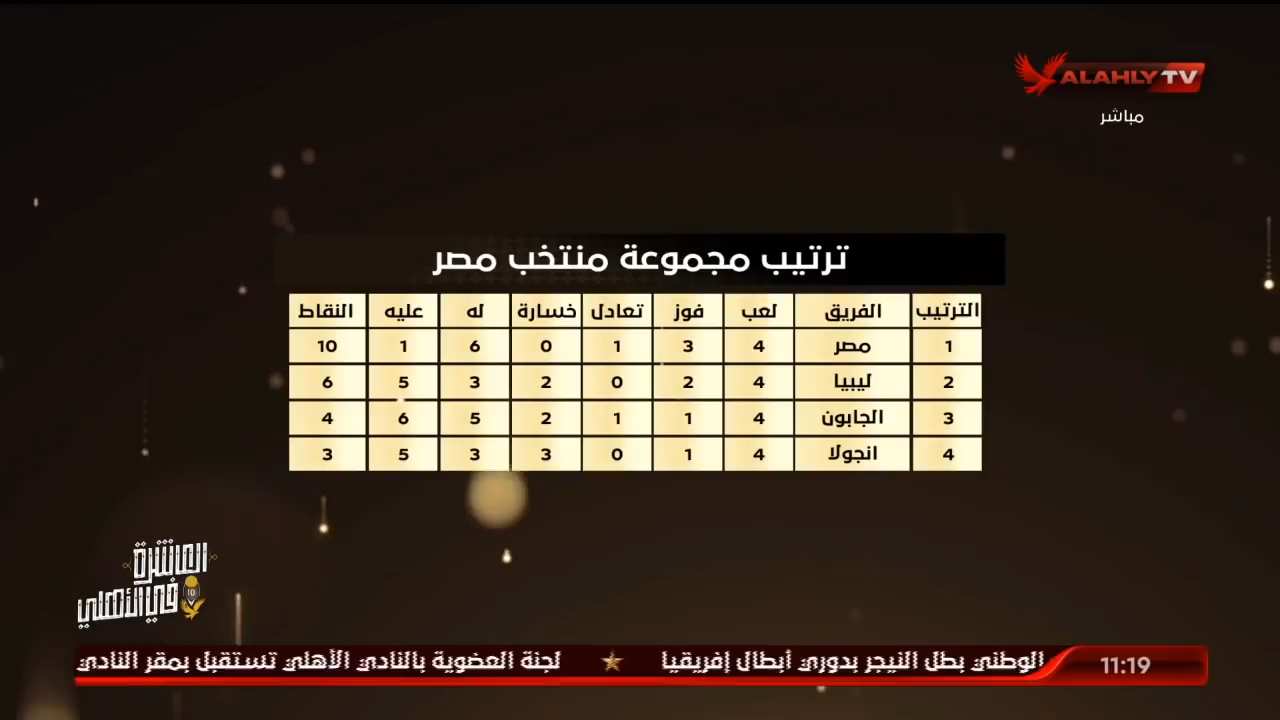 ALAHLY TV
مباشر
ترتيب مجموعة منتخب مصر
الترتيب الفريق لعب فوز تعادل خسارة له عليه النقاط
1 مصر 4 3 1 0 6 1 10
2 ليبيا 4 2 0 2 3 5 6
3 الجابون 4 1 1 2 5 6 4
4 انجولا 4 1 0 3 3 5 3
العاشرة
في الأهلي
10
11:19 الوطني بطل النيجر بدوري أبطال إفريقيا ★ لجنة العضوية بالنادي الأهلي تستقبل بمقر النادي